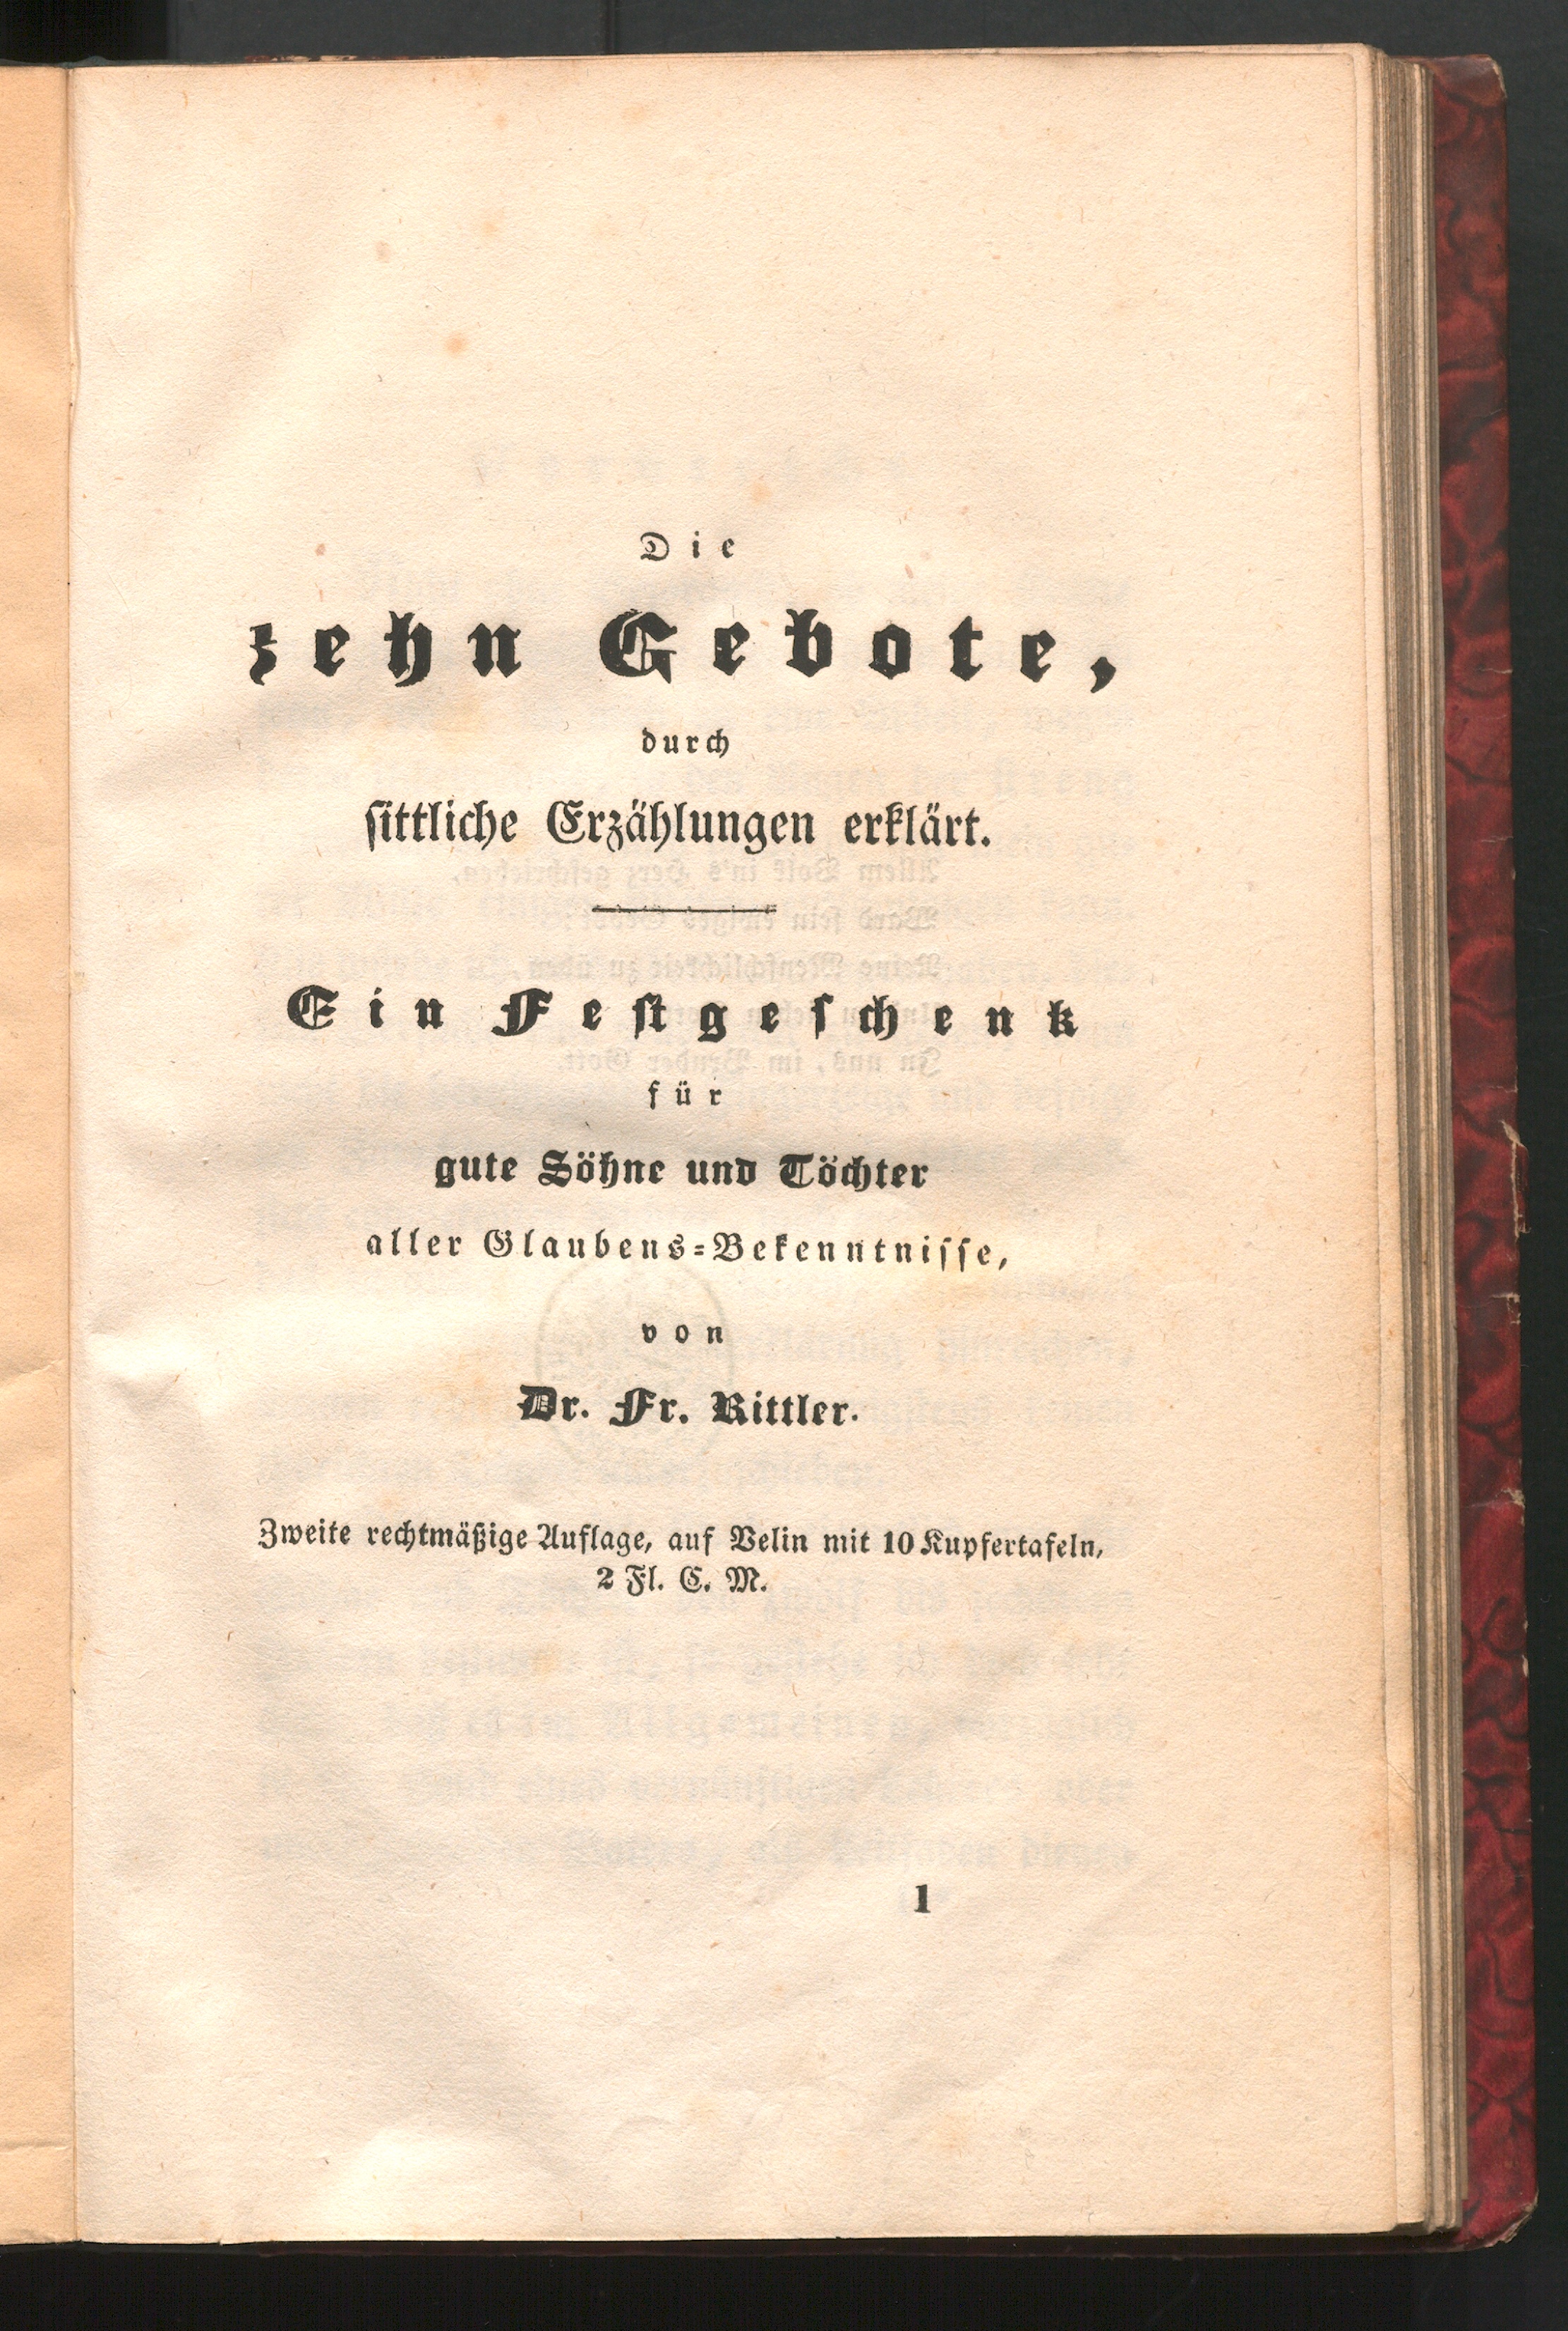 Die
zehn Gebote,
durch
ſittliche Erzählungen erklärt.
Ein Feſtgeſchenk
für
gute Söhne und Töchter
aller Glaubens-Bekenntniſſe,
von
Dr. Fr. Rittler.
Zweite rechtmäßige Auflage, auf Velin mit 10 Kupfertafeln,
2 Fl. C. M.
1